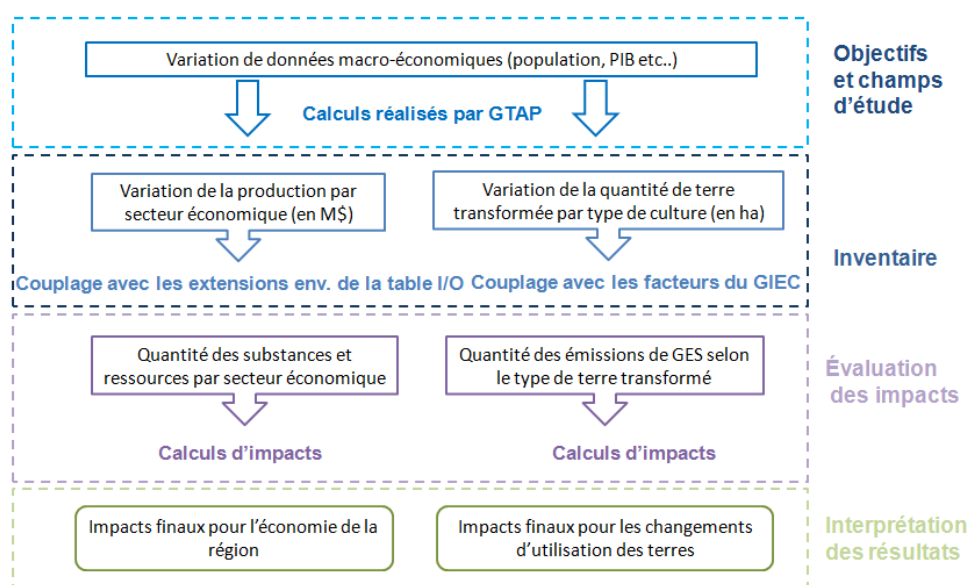 Variation de données macro-économiques (population, PIB etc..)
Calculs réalisés par GTAP
Objectifs
et champs
d'étude
Variation de la production par
secteur économique (en M$)
Variation de la quantité de terre
transformée par type de culture (en ha)
Couplage avec les extensions env. de la table I/O
Couplage avec les facteurs du GIEC
Inventaire
Quantité des substances et
ressources par secteur économique
Quantité des émissions de GES selon
le type de terre transformé
Calculs d'impacts
Calculs d'impacts
Évaluation
des impacts
Impacts finaux pour l'économie de la
région
Impacts finaux pour les changements
d'utilisation des terres
Interprétation
des résultats